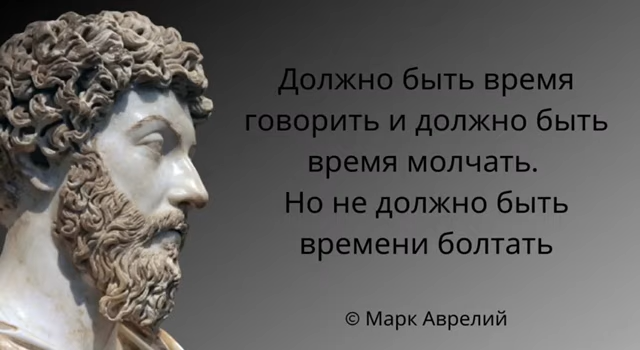 Должно быть время
говорить и должно быть
время молчать.
Но не должно быть
времени болтать
© Марк Аврелий